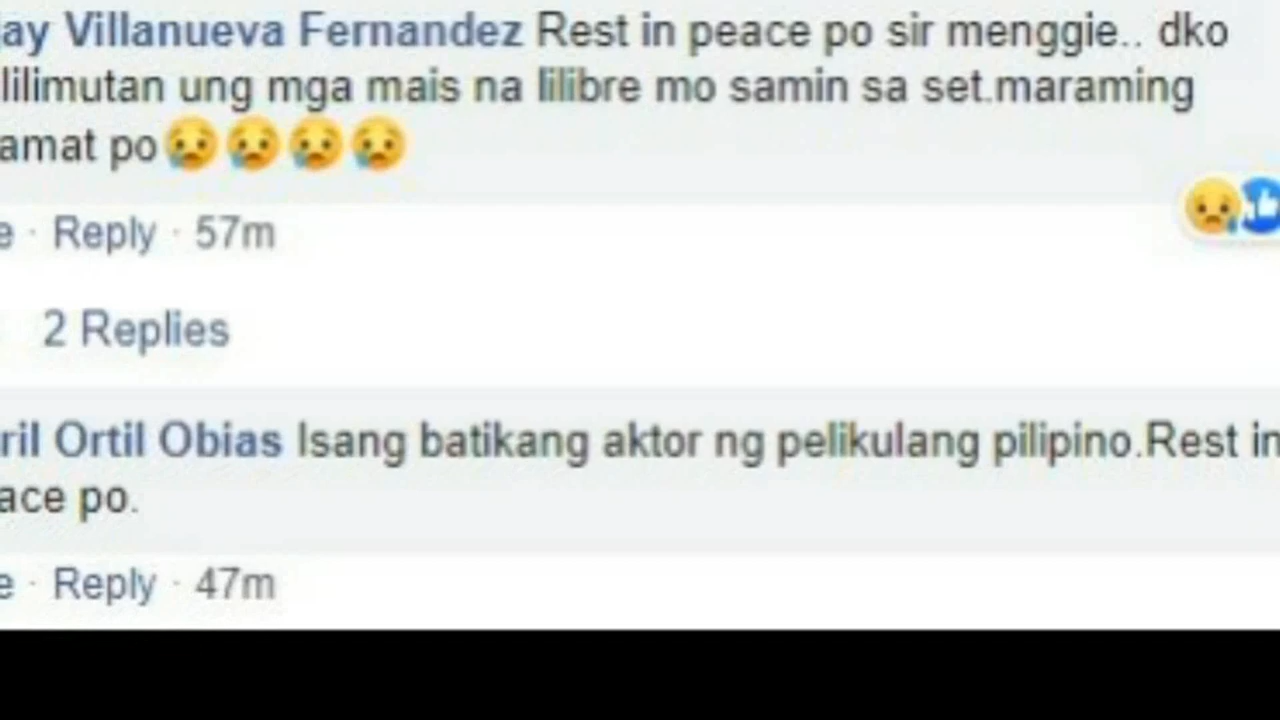 ay Villanueva Fernandez Rest in peace po sir menggie.. dko
lilimutan ung mga mais na lilibre mo samin sa set.maraming
amat po😢😢😢😢
e · Reply · 57m
2 Replies
ril Ortil Obias Isang batikang aktor ng pelikulang pilipino.Rest in
ace po.
e · Reply · 47m